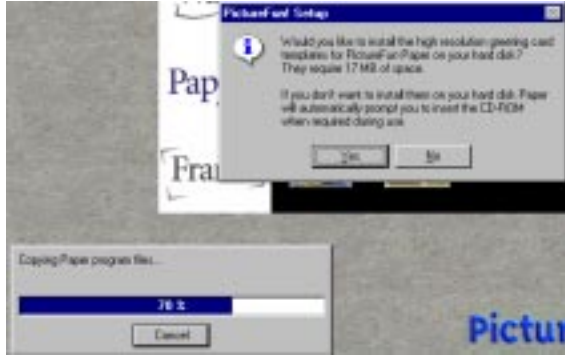 PictureFun! Setup
Would you like to install the high resolution greeting card
templates for PictureFun Paper on your hard disk?
They require 17 MB of space.
If you don't want to install them on your hard disk, Paper
will automatically prompt you to insert the CD-ROM
when required during use.
Yes
No
Pap
Fra
Copying Paper program files...
70 %
Cancel
Pictu